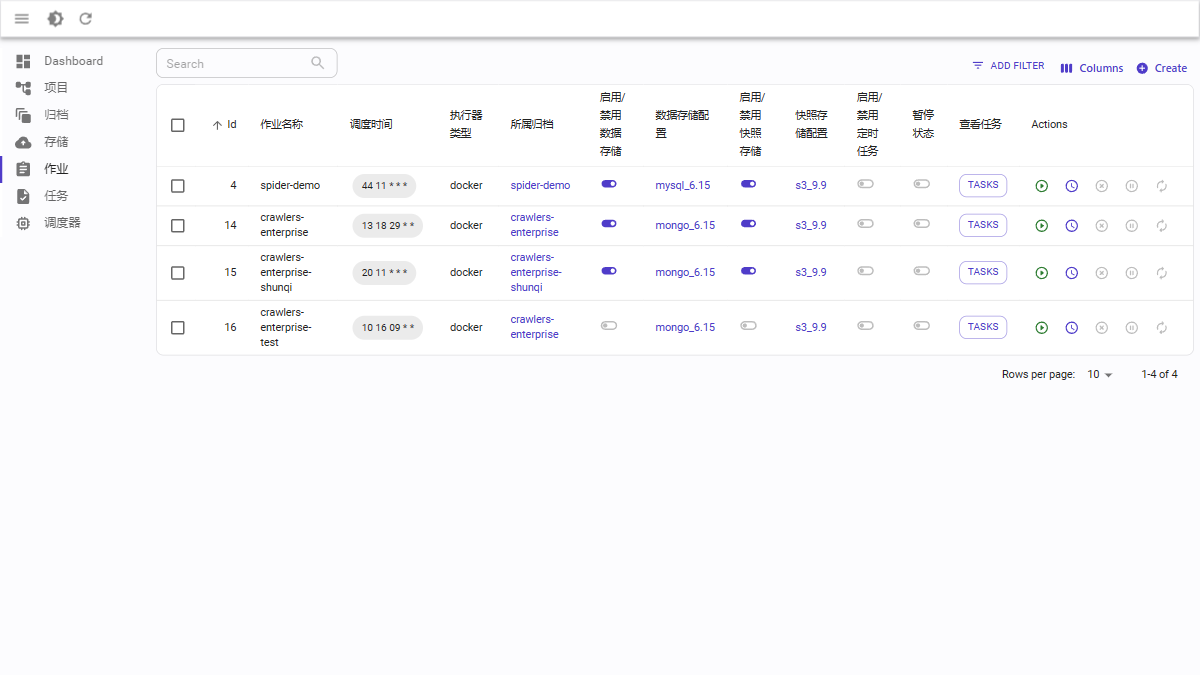 Dashboard
项目
归档
存储
作业
任务
调度器
Search
ADD FILTER
Columns
Create
Id
作业名称
调度时间
执行器
类型
所属归档
启用/
禁用
数据
存储
数据存储配
置
启用/
禁用
快照
存储
快照存
储配置
启用/
禁用
定时
任务
暂停
状态
查看任务
Actions
4
spider-demo
44 11 * * *
docker
spider-demo
mysql_6.15
s3_9.9
TASKS
14
crawlers-
enterprise
13 18 29 * *
docker
crawlers-
enterprise
mongo_6.15
s3_9.9
TASKS
15
crawlers-
enterprise-
shunqi
20 11 * * *
docker
crawlers-
enterprise-
shunqi
mongo_6.15
s3_9.9
TASKS
16
crawlers-
enterprise-
test
10 16 09 * *
docker
crawlers-
enterprise
mongo_6.15
s3_9.9
TASKS
Rows per page:
10
1-4 of 4